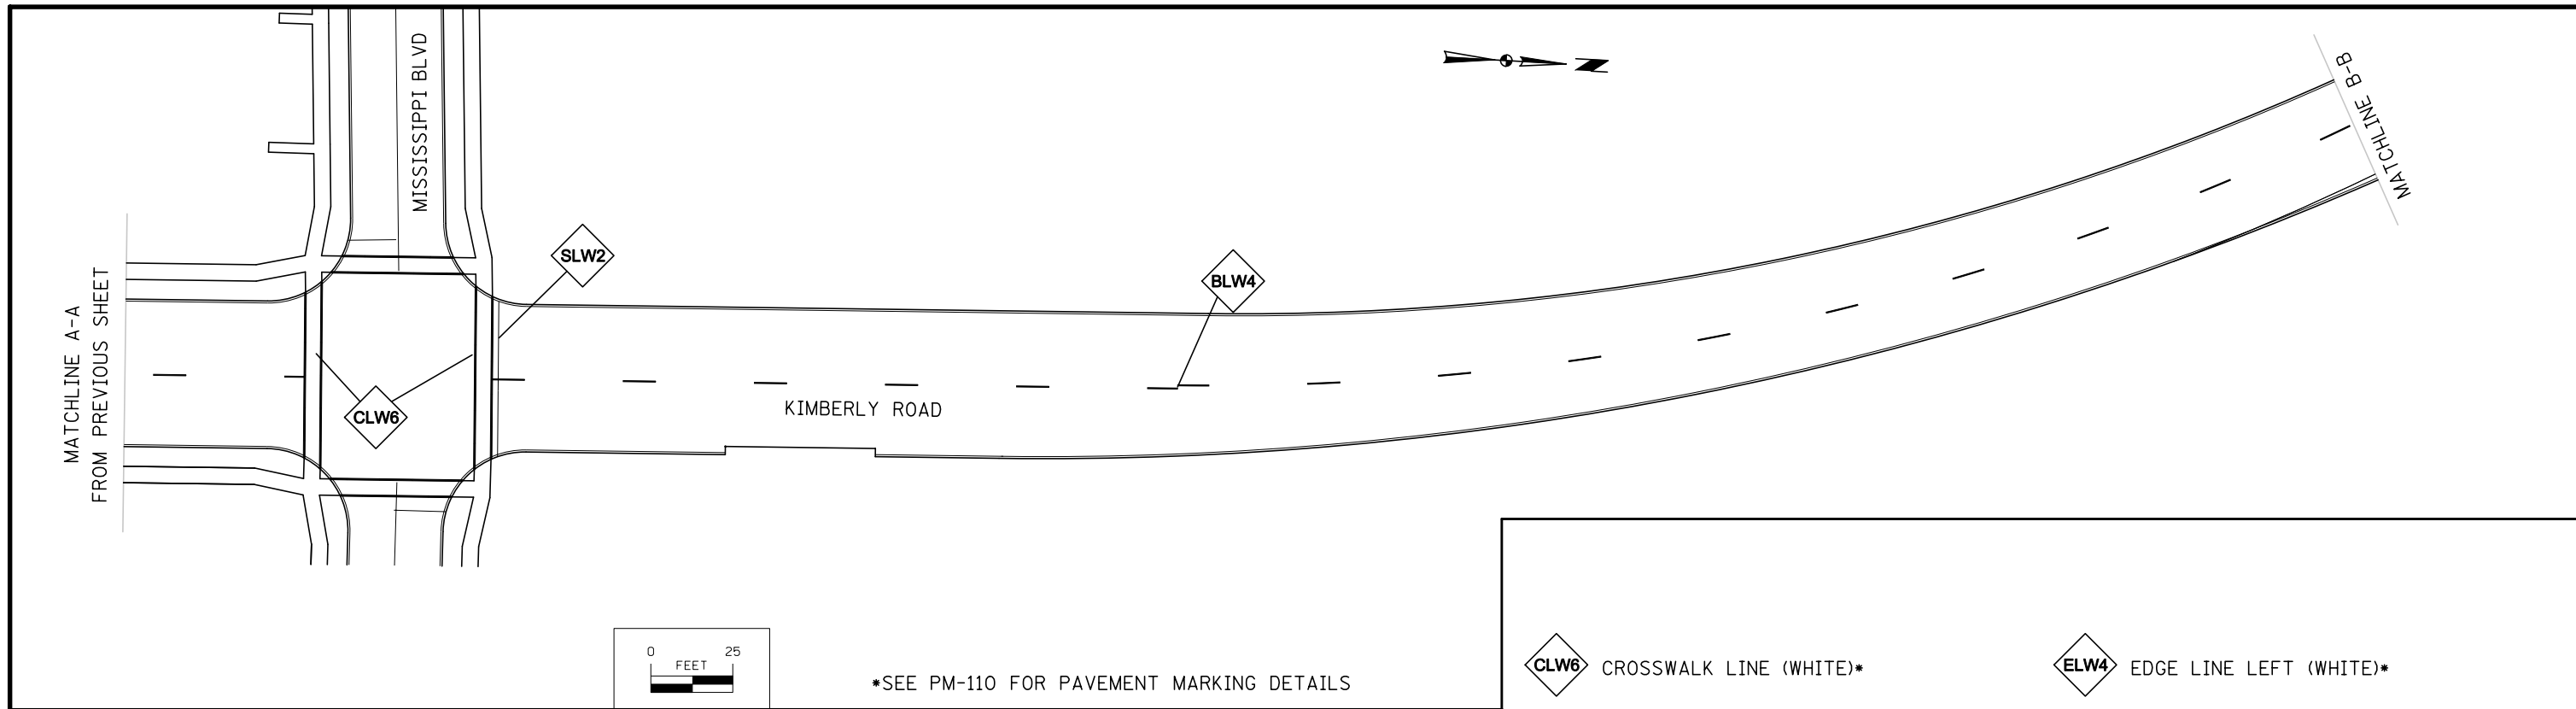 MISSISSIPPI BLVD
N
MATCHLINE B-B
SLW2
BLW4
MATCHLINE A-A
FROM PREVIOUS SHEET
CLW6
KIMBERLY ROAD
0 25
FEET
*SEE PM-110 FOR PAVEMENT MARKING DETAILS
CLW6 CROSSWALK LINE (WHITE)*
ELW4 EDGE LINE LEFT (WHITE)*